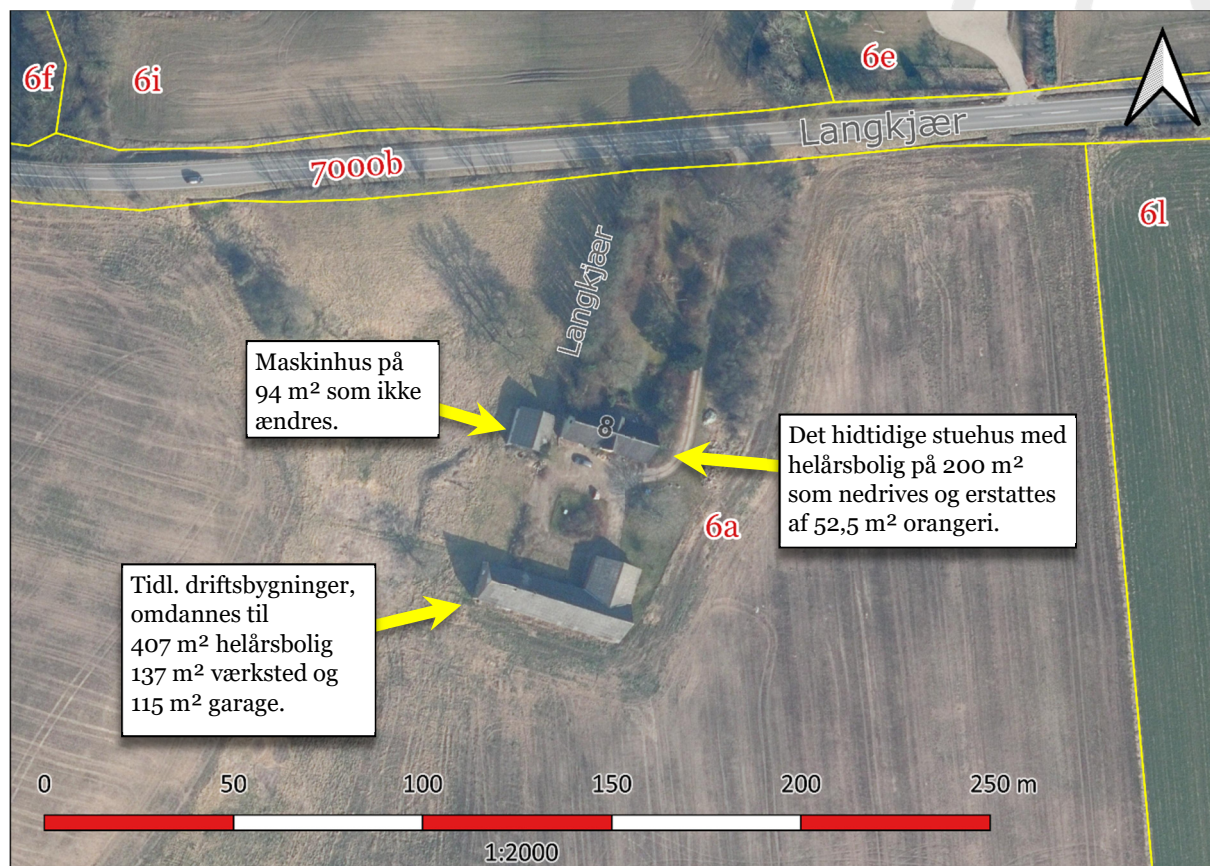 6f
6i
6e
Langkjær
7000b
6l
Langkjær
Maskinhus på
94 m² som ikke
ændres.
8
Det hidtidige stuehus med
helårsbolig på 200 m²
som nedrives og erstattes
af 52,5 m² orangeri.
6a
Tidl. driftsbygninger,
omdannes til
407 m² helårsbolig
137 m² værksted og
115 m² garage.
0 50 100 150 200 250 m
1:2000